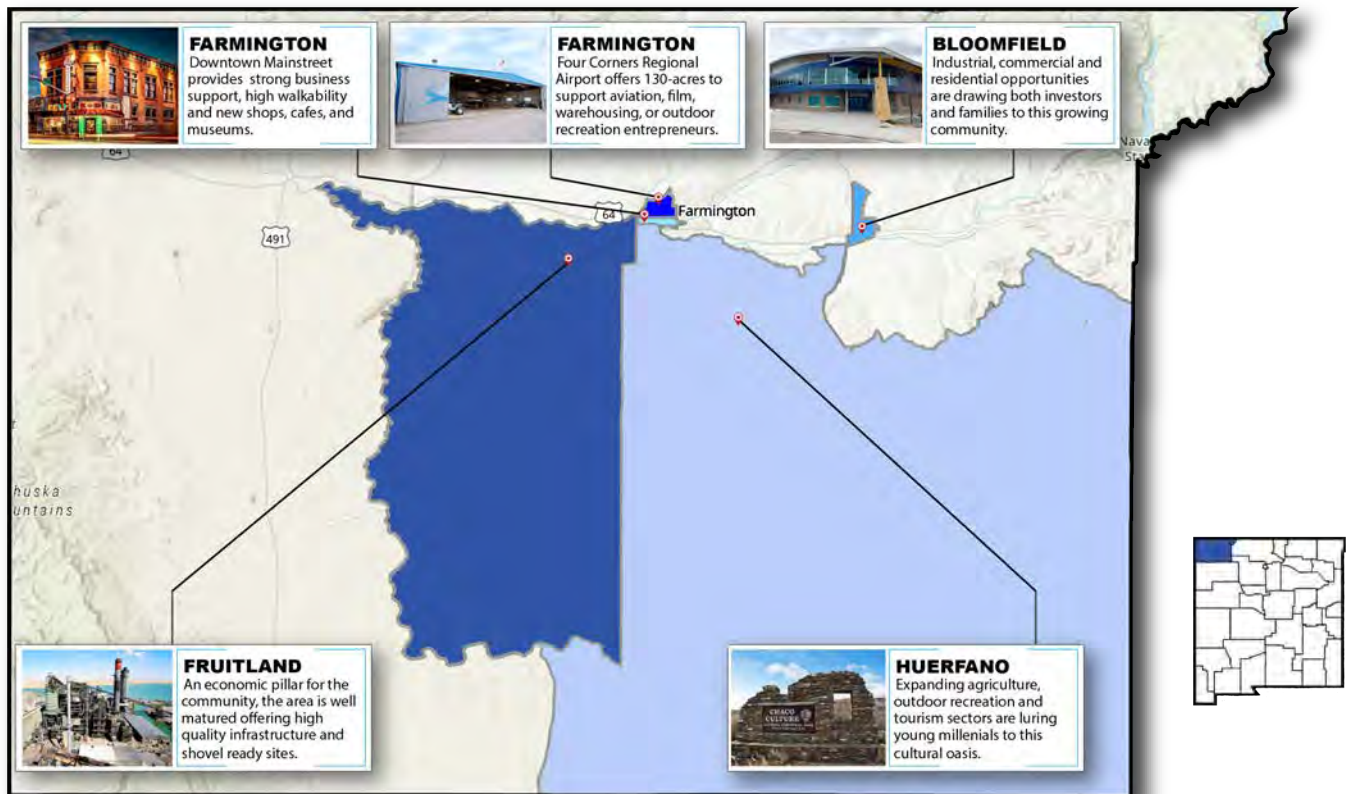 FARMINGTON
Downtown Mainstreet
provides strong business
support, high walkability
and new shops, cafes, and
museums.
FARMINGTON
Four Corners Regional
Airport offers 130-acres to
support aviation, film,
warehousing, or outdoor
recreation entrepreneurs.
BLOOMFIELD
Industrial, commercial and
residential opportunities
are drawing both investors
and families to this growing
community.
64
Nava
Sta
64
Farmington
491
huska
untains
FRUITLAND
An economic pillar for the
community, the area is well
matured offering high
quality infrastructure and
shovel ready sites.
CHACO
CULTURE
HUERFANO
Expanding agriculture,
outdoor recreation and
tourism sectors are luring
young millenials to this
cultural oasis.